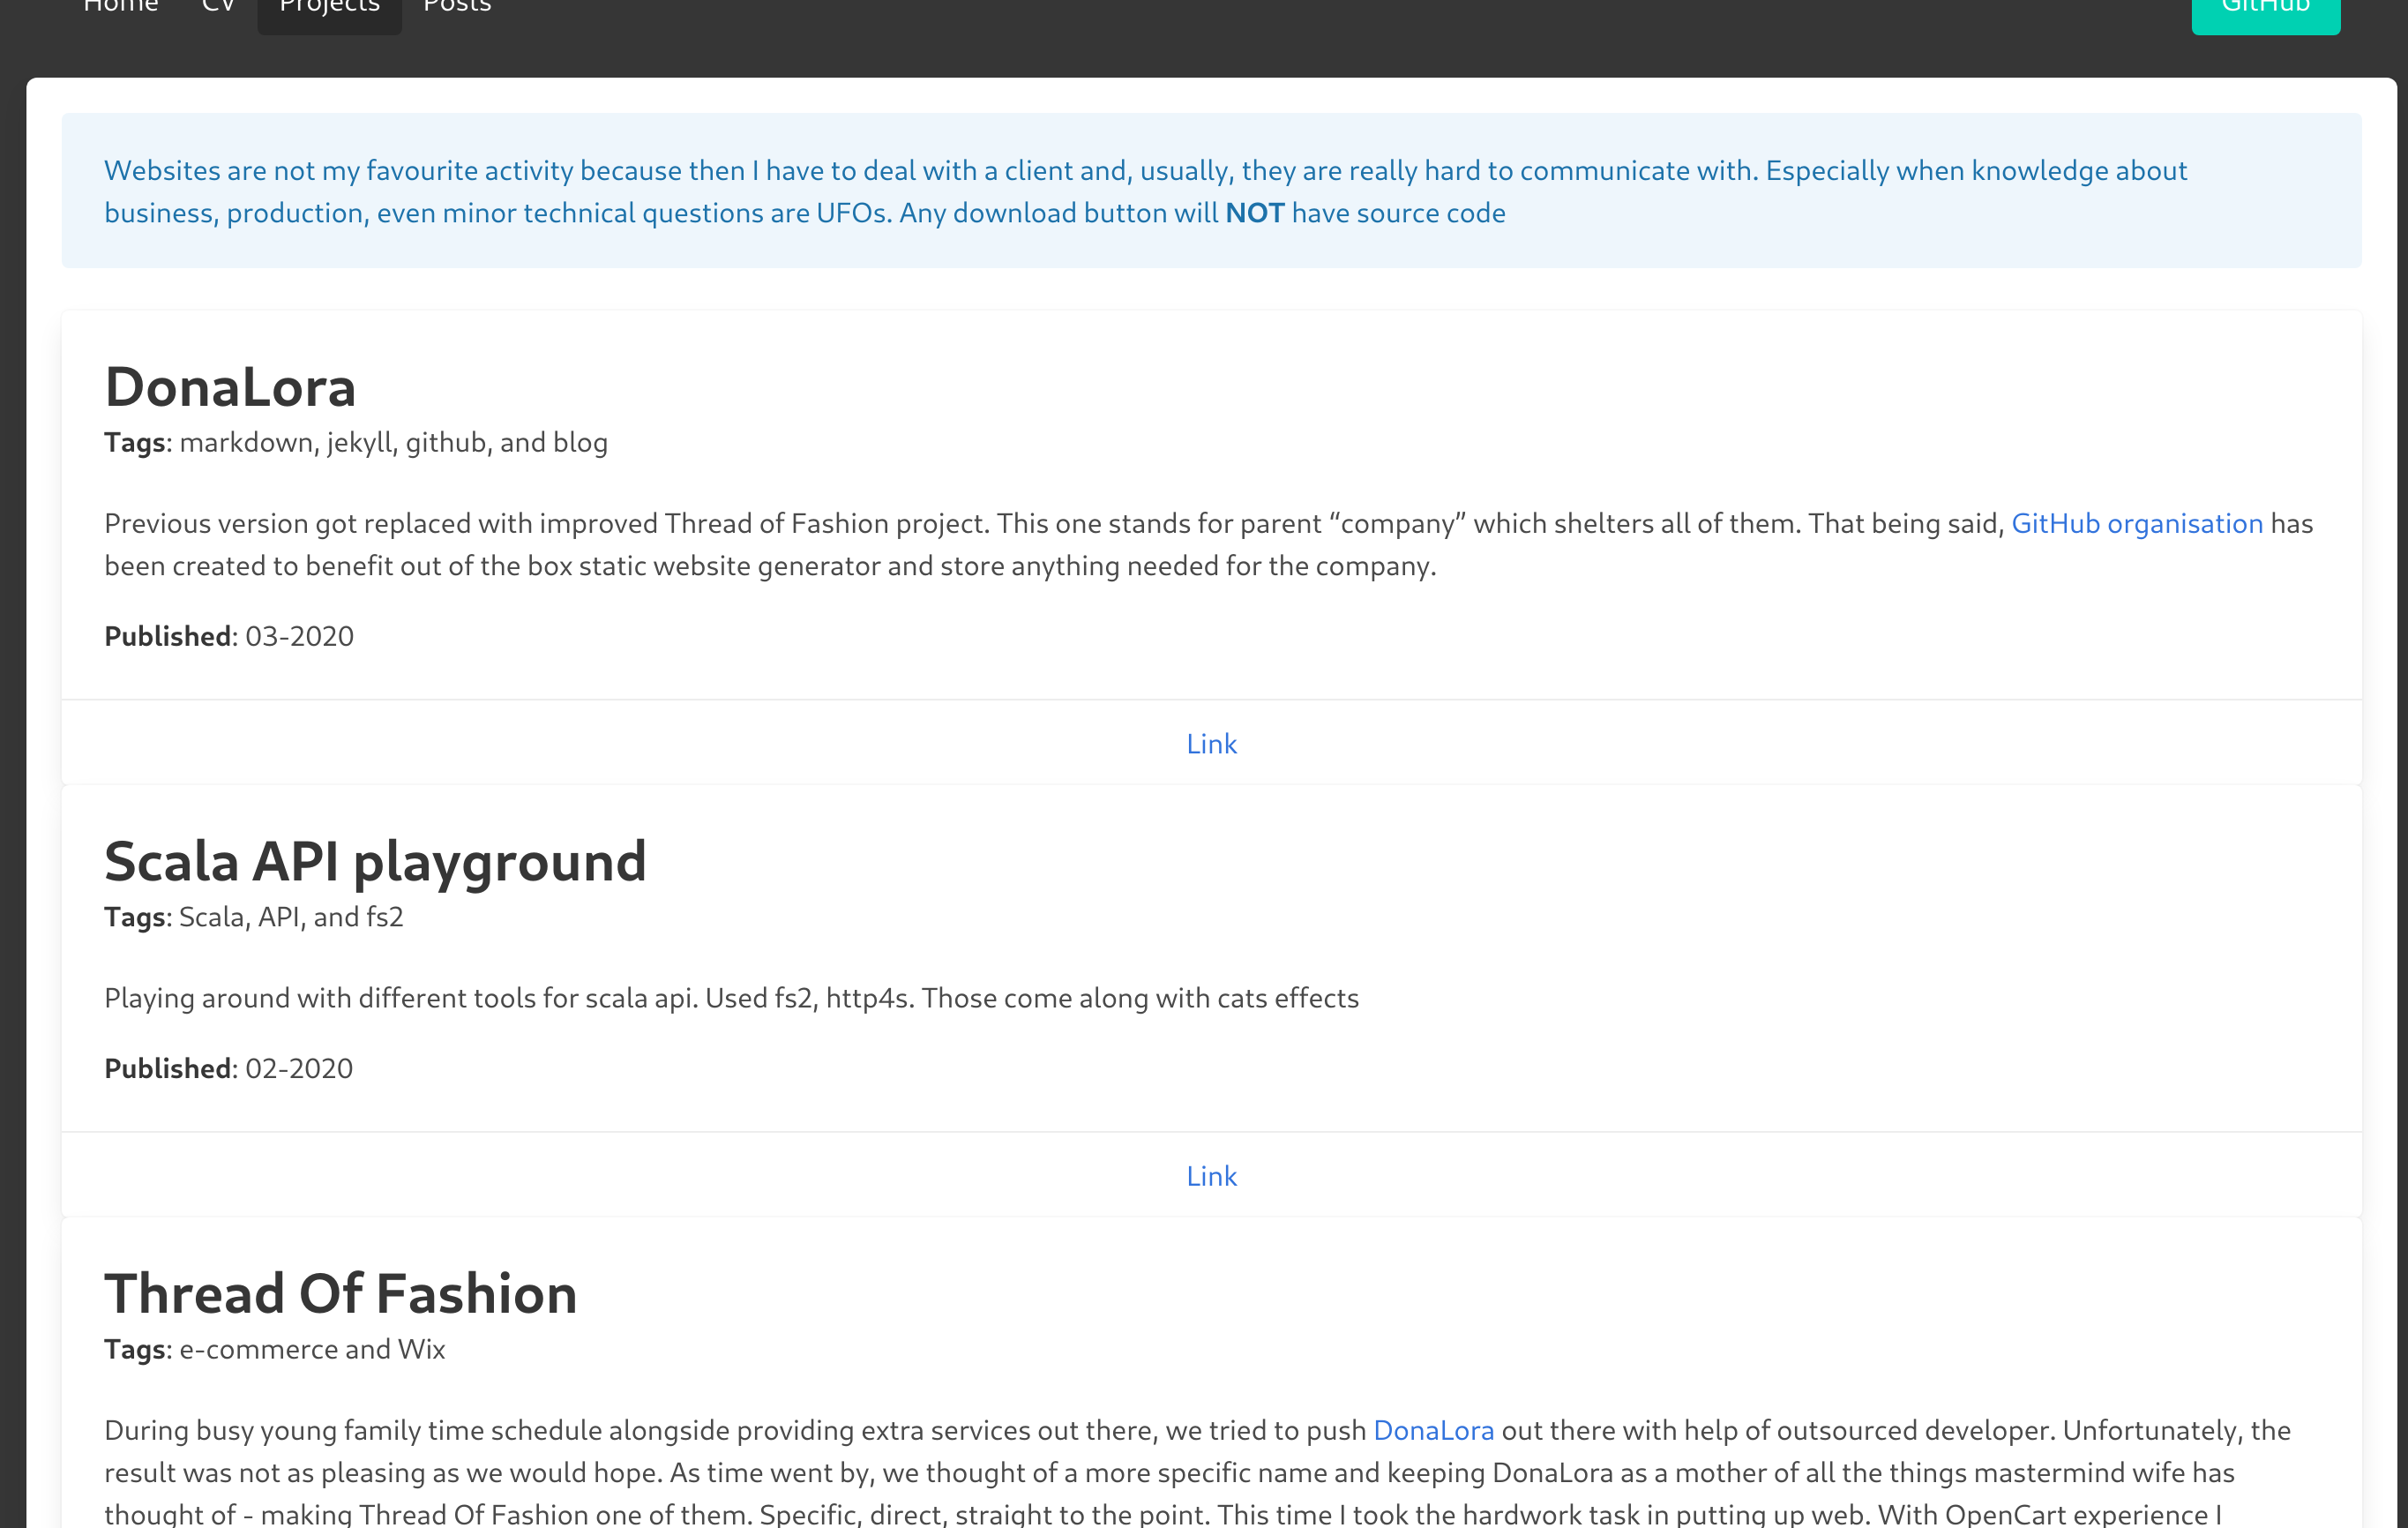 Home CV Projects Posts GitHub
Websites are not my favourite activity because then I have to deal with a client and, usually, they are really hard to communicate with. Especially when knowledge about
business, production, even minor technical questions are UFOs. Any download button will NOT have source code
DonaLora
Tags: markdown, jekyll, github, and blog
Previous version got replaced with improved Thread of Fashion project. This one stands for parent “company” which shelters all of them. That being said, GitHub organisation has
been created to benefit out of the box static website generator and store anything needed for the company.
Published: 03-2020
Link
Scala API playground
Tags: Scala, API, and fs2
Playing around with different tools for scala api. Used fs2, http4s. Those come along with cats effects
Published: 02-2020
Link
Thread Of Fashion
Tags: e-commerce and Wix
During busy young family time schedule alongside providing extra services out there, we tried to push DonaLora out there with help of outsourced developer. Unfortunately, the
result was not as pleasing as we would hope. As time went by, we thought of a more specific name and keeping DonaLora as a mother of all the things mastermind wife has
thought of - making Thread Of Fashion one of them. Specific, direct, straight to the point. This time I took the hardwork task in putting up web. With OpenCart experience I